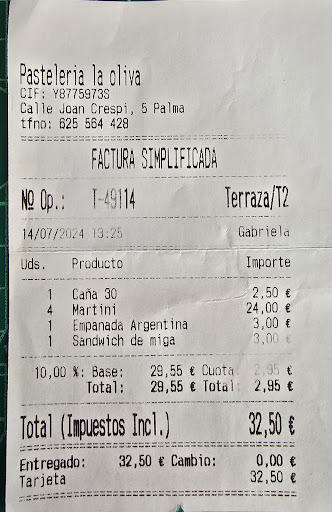 Pasteleria la oliva
CIF: Y8775973S
Calle Joan Crespi, 5 Palma
tfno: 625 564 428
FACTURA SIMPLIFICADA
Nº Op.: T-49114 Terraza/T2
14/07/2024 13:25 Gabriela
Uds. Producto Importe
1 Caña 30 2,50 €
4 Martini 24,00 €
1 Empanada Argentina 3,00 €
1 Sandwich de miga 3,00 €
10,00 %: Base: 29,55 € Cuota: 2,95 €
Total: 29,55 € Total: 2,95 €
Total (Impuestos Incl.) 32,50 €
Entregado: 32,50 € Cambio: 0,00 €
Tarjeta 32,50 €